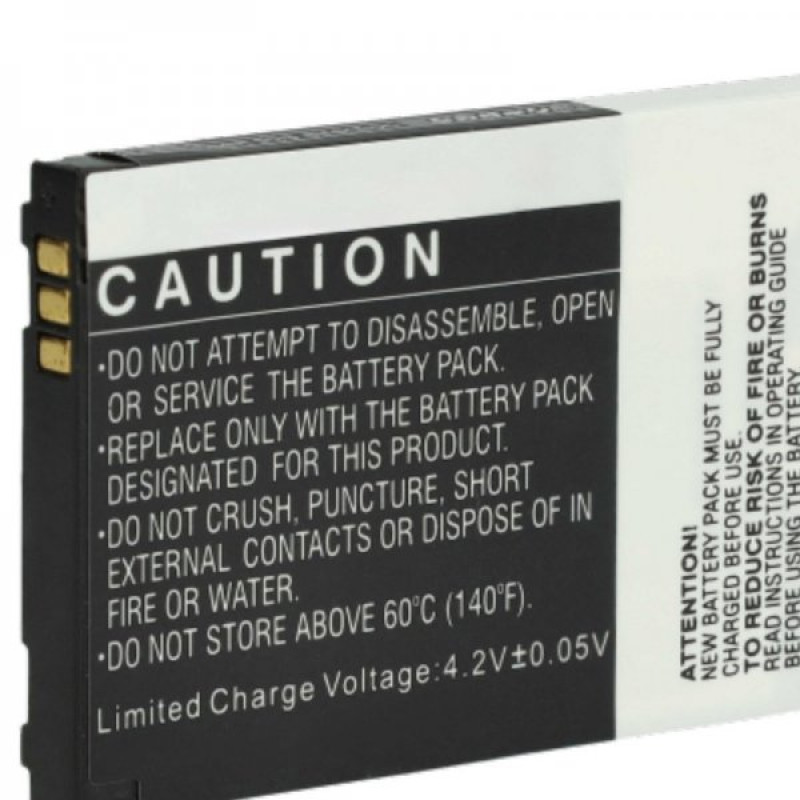 CAUTION
·DO NOT ATTEMPT TO DISASSEMBLE, OPEN
OR SERVICE THE BATTERY PACK.
·REPLACE ONLY WITH THE BATTERY PACK
DESIGNATED FOR THIS PRODUCT.
·DO NOT CRUSH, PUNCTURE, SHORT
EXTERNAL CONTACTS OR DISPOSE OF IN
FIRE OR WATER.
·DO NOT STORE ABOVE 60°C (140°F).
Limited Charge Voltage:4.2V±0.05V
ATTENTION!
NEW BATTERY PACK MUST BE FULLY
CHARGED BEFORE USE.
TO REDUCE RISK OF FIRE OR BURNS
READ INSTRUCTIONS IN OPERATING GUIDE
BEFORE USING THE BATTERY